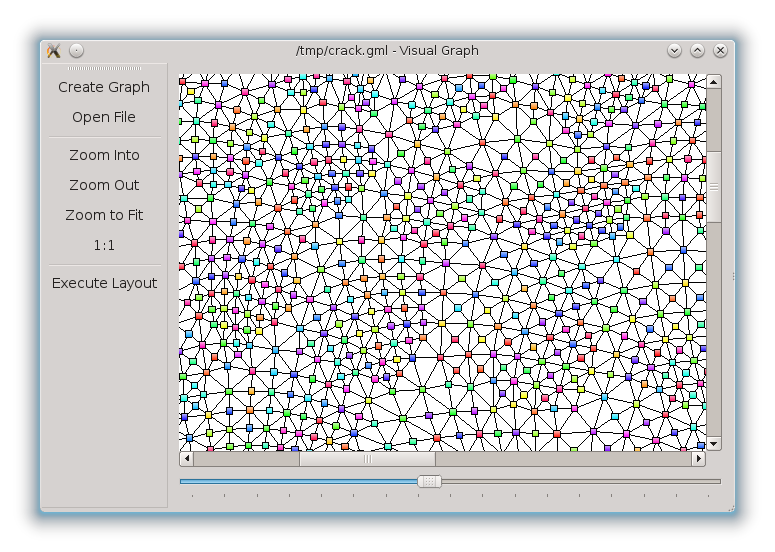 /tmp/crack.gml - Visual Graph
Create Graph
Open File
Zoom Into
Zoom Out
Zoom to Fit
1:1
Execute Layout